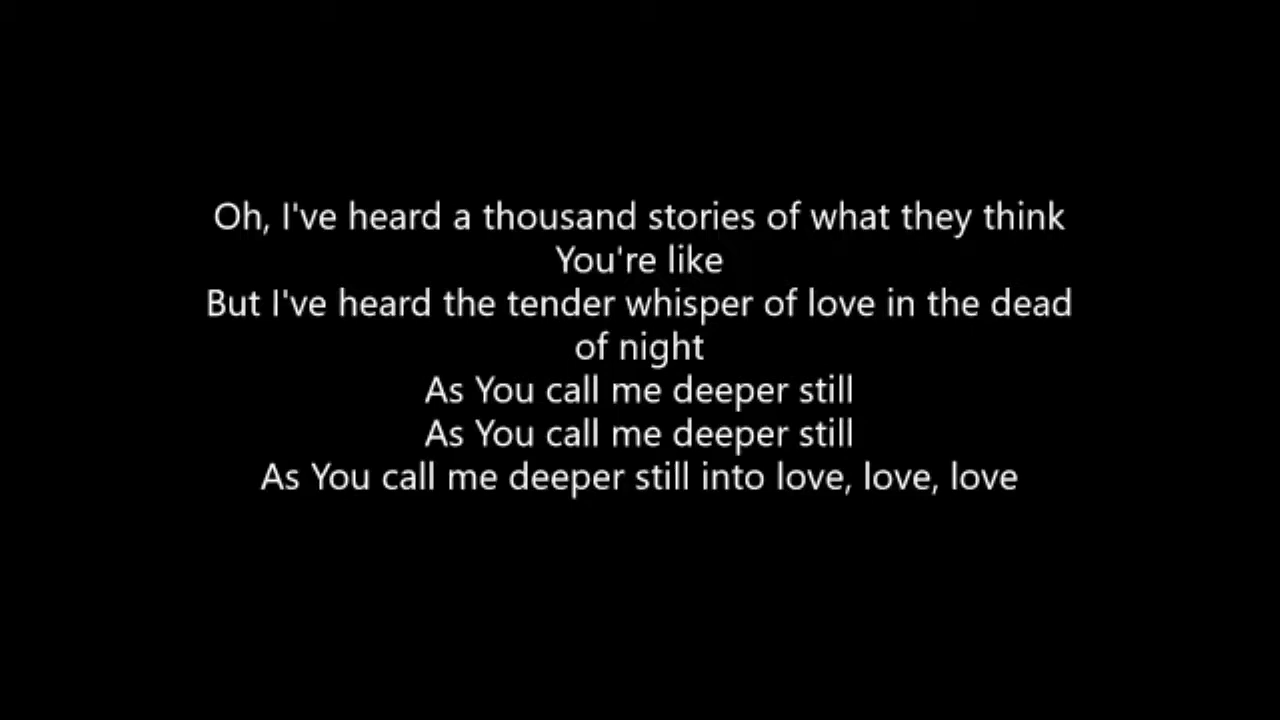 Oh, I've heard a thousand stories of what they think
You're like
But I've heard the tender whisper of love in the dead
of night
As You call me deeper still
As You call me deeper still
As You call me deeper still into love, love, love